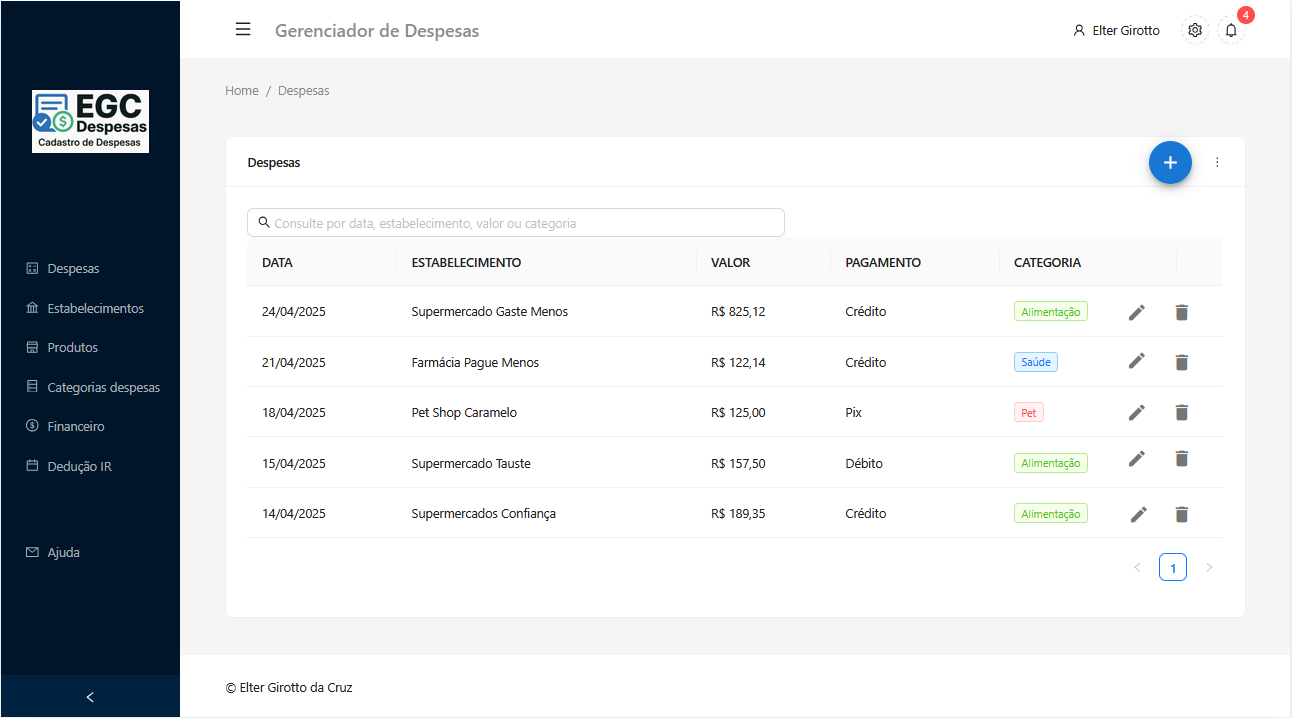 Gerenciador de Despesas
Elter Girotto
4
EGC
Despesas
Cadastro de Despesas
Despesas
Estabelecimentos
Produtos
Categorias despesas
Financeiro
Dedução IR
Ajuda
Home / Despesas
Despesas
Consulte por data, estabelecimento, valor ou categoria
DATA ESTABELECIMENTO VALOR PAGAMENTO CATEGORIA
24/04/2025 Supermercado Gaste Menos R$ 825,12 Crédito Alimentação
21/04/2025 Farmácia Pague Menos R$ 122,14 Crédito Saúde
18/04/2025 Pet Shop Caramelo R$ 125,00 Pix Pet
15/04/2025 Supermercado Tauste R$ 157,50 Débito Alimentação
14/04/2025 Supermercados Confiança R$ 189,35 Crédito Alimentação
1
© Elter Girotto da Cruz